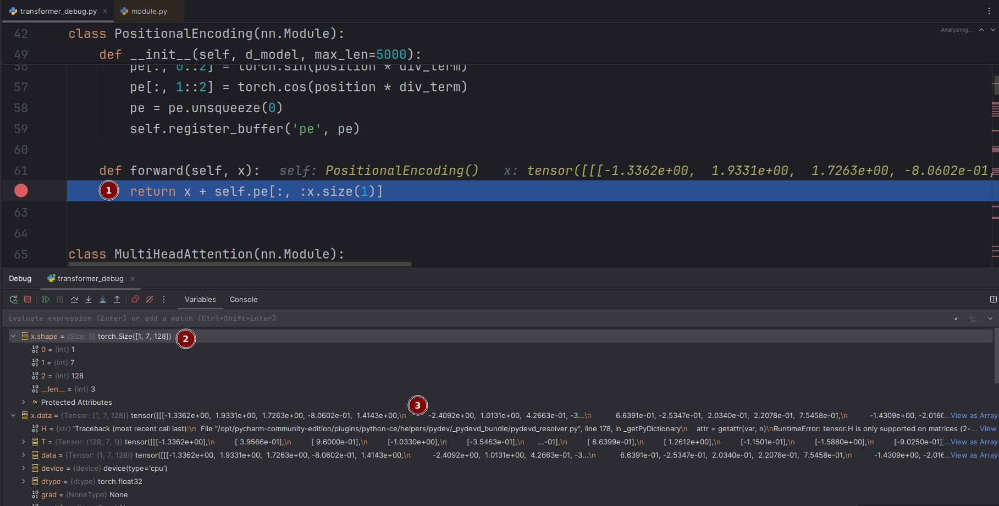 transformer_debug.py
module.py
Analyzing...
42 class PositionalEncoding(nn.Module):
49 def __init__(self, d_model, max_len=5000):
56 pe[:, 0::2] = torch.sin(position * div_term)
57 pe[:, 1::2] = torch.cos(position * div_term)
58 pe = pe.unsqueeze(0)
59 self.register_buffer('pe', pe)
60
61 def forward(self, x): self: PositionalEncoding() x: tensor([[[-1.3362e+00, 1.9331e+00, 1.7263e+00, -8.0602e-01,
1 return x + self.pe[:, :x.size(1)]
63
64
65 class MultiHeadAttention(nn.Module):
Debug transformer_debug
Variables Console
Evaluate expression (Enter) or add a watch (Ctrl+Shift+Enter)
x.shape = {Size: 3} torch.Size([1, 7, 128]) 2
0 = {int} 1
1 = {int} 7
2 = {int} 128
__len__ = {int} 3
Protected Attributes
3
x.data = {Tensor: (1, 7, 128)} tensor([[[-1.3362e+00, 1.9331e+00, 1.7263e+00, -8.0602e-01, 1.4143e+00,\n -2.4092e+00, 1.0131e+00, 4.2663e-01, -3...\n 6.6391e-01, -2.5347e-01, 2.0340e-01, 2.2078e-01, 7.5458e-01,\n -1.4309e+00, -2.0160...View as Array
H = {str} 'Traceback (most recent call last):\n File "/opt/pycharm-community-edition/plugins/python-ce/helpers/pydev/_pydevd_bundle/pydevd_resolver.py", line 178, in _getPyDictionary\n attr = getattr(var, n)\nRuntimeError: tensor.H is only supported on matrices (2-... View
T = {Tensor: (128, 7, 1)} tensor([[[-1.3362e+00],\n [ 3.9566e-01],\n [ 9.6000e-01],\n [-1.0330e+00],\n [-3.5463e-01],\n ...-01],\n [ 8.6399e-01],\n [ 1.2612e+00],\n [-1.1501e-01],\n [-1.5880e+00],\n [-9.0250e-01]]...View as Array
data = {Tensor: (1, 7, 128)} tensor([[[-1.3362e+00, 1.9331e+00, 1.7263e+00, -8.0602e-01, 1.4143e+00,\n -2.4092e+00, 1.0131e+00, 4.2663e-01, -3...\n 6.6391e-01, -2.5347e-01, 2.0340e-01, 2.2078e-01, 7.5458e-01,\n -1.4309e+00, -2.016...View as Array
device = {device} device(type='cpu')
dtype = {dtype} torch.float32
grad = {NoneType} None